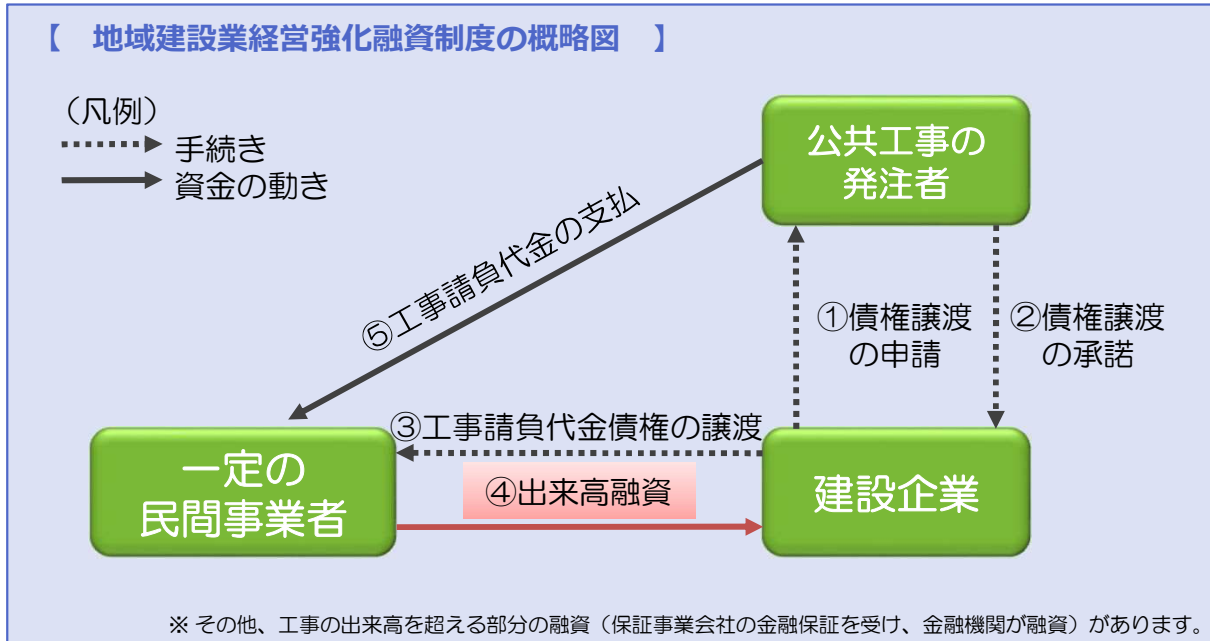 【 地域建設業経営強化融資制度の概略図 】
（凡例）
手続き
資金の動き
公共工事の
発注者
⑤工事請負代金の支払
①債権譲渡
の申請
②債権譲渡
の承諾
③工事請負代金債権の譲渡
一定の
民間事業者
④出来高融資
建設企業
※ その他、工事の出来高を超える部分の融資（保証事業会社の金融保証を受け、金融機関が融資）があります。